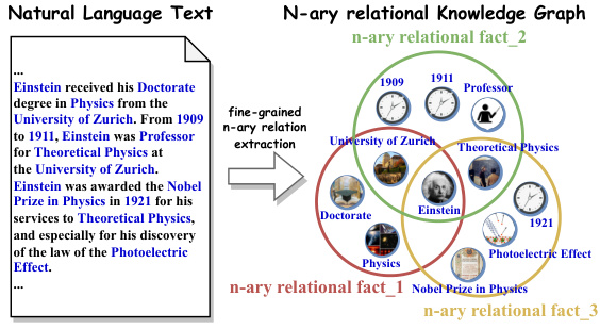 Natural Language Text
...
Einstein received his Doctorate
degree in Physics from the
University of Zurich. From 1909
to 1911, Einstein was Professor
for Theoretical Physics at
the University of Zurich.
Einstein was awarded the Nobel
Prize in Physics in 1921 for his
services to Theoretical Physics,
and especially for his discovery
of the law of the Photoelectric
Effect.
...
fine-grained
n-ary relation
extraction
N-ary relational Knowledge Graph
n-ary relational fact_2
1909
1911
Professor
University of Zurich
Theoretical Physics
Doctorate
Einstein
1921
Physics
Photoelectric Effect
Nobel Prize in Physics
n-ary relational fact_1
n-ary relational fact_3